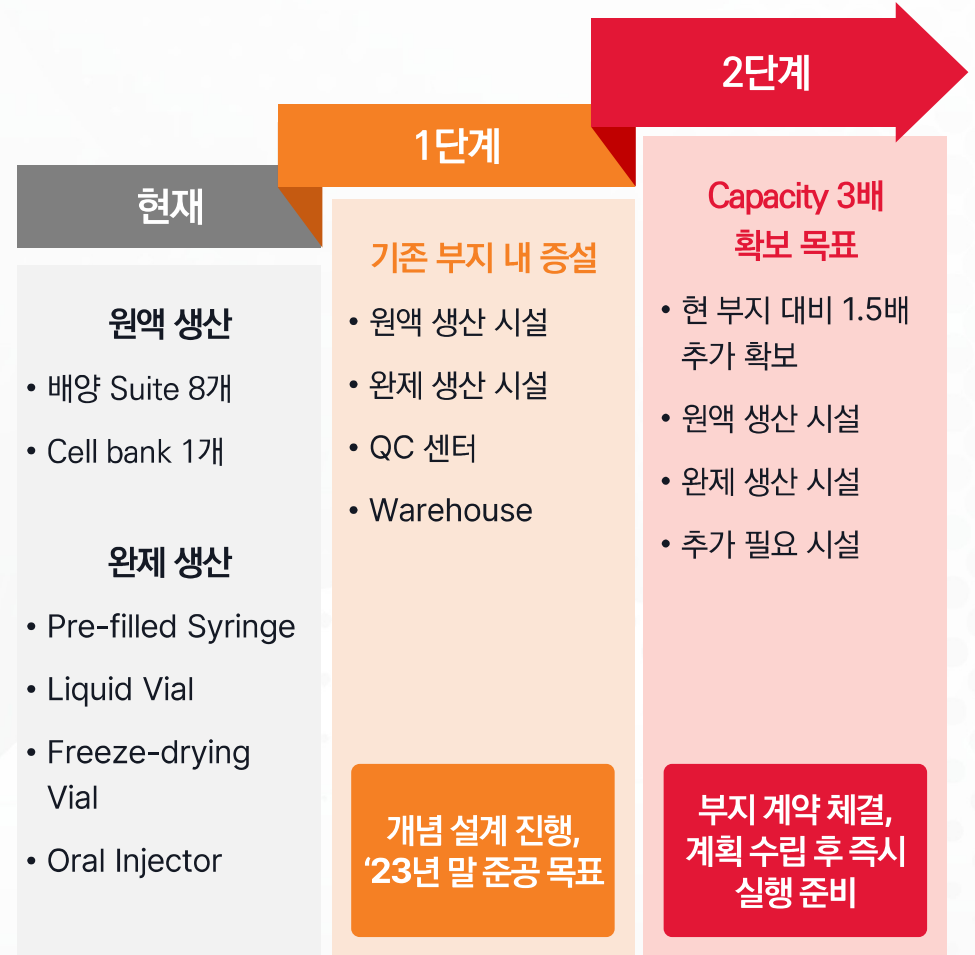 현재
원액 생산
• 배양 Suite 8개
• Cell bank 1개
완제 생산
• Pre-filled Syringe
• Liquid Vial
• Freeze-drying
Vial
• Oral Injector
1단계
기존 부지 내 증설
• 원액 생산 시설
• 완제 생산 시설
• QC 센터
• Warehouse
개념 설계 진행,
‘23년 말 준공 목표
2단계
Capacity 3배
확보 목표
• 현 부지 대비 1.5배
추가 확보
• 원액 생산 시설
• 완제 생산 시설
• 추가 필요 시설
부지 계약 체결,
계획 수립 후 즉시
실행 준비